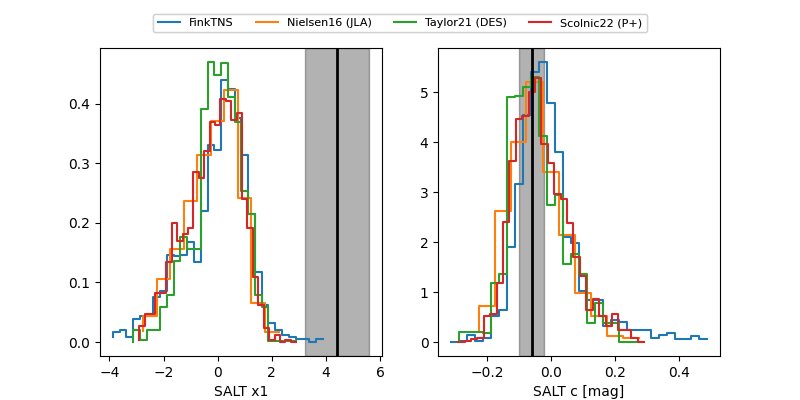 FinkTNS Nielsen16 (JLA) Taylor21 (DES) Scolnic22 (P+)
0.4
0.3
0.2
0.1
0.0
−4 −2 0 2 4 6
SALT x1
5
4
3
2
1
0
−0.2 0.0 0.2 0.4
SALT c [mag]